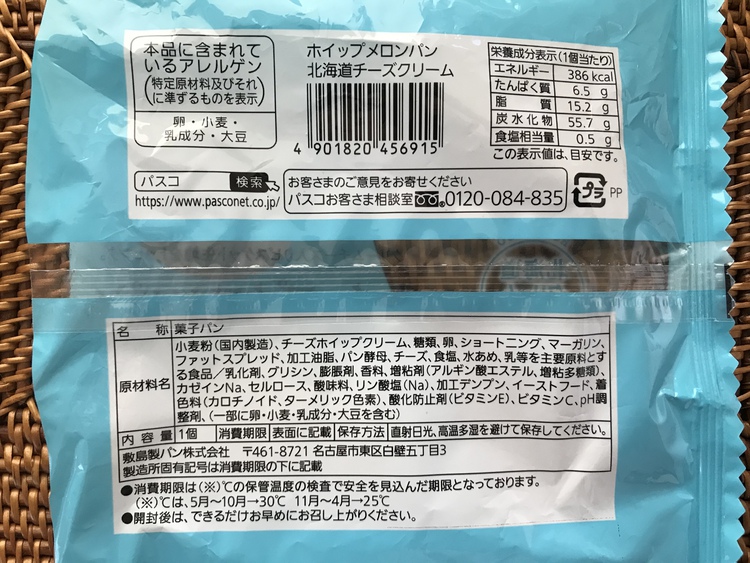 本品に含まれて
いるアレルゲン
(特定原材料及びそれ
に準ずるものを表示)
卵・小麦・
乳成分・大豆
ホイップメロンパン
北海道チーズクリーム
4 901820 456915
栄養成分表示(1個当たり)
エネルギー 386 kcal
たんぱく質 6.5 g
脂質 15.2 g
炭水化物 55.7 g
食塩相当量 0.5 g
この表示値は、目安です。
パスコ 検索
https://www.pasconet.co.jp/
お客さまのご意見をお寄せください
パスコお客さま相談室 0120-084-835
プラ PP
名称 菓子パン
原材料名
小麦粉(国内製造)、チーズホイップクリーム、糖類、卵、ショートニング、マーガリン、
ファットスプレッド、加工油脂、パン酵母、チーズ、食塩、水あめ、乳等を主要原料とす
る食品/乳化剤、グリシン、膨脹剤、香料、増粘剤(アルギン酸エステル、増粘多糖類)、
カゼインNa、セルロース、酸味料、リン酸塩(Na)、加工デンプン、イーストフード、着
色料(カロチノイド、ターメリック色素)、酸化防止剤(ビタミンE)、ビタミンC、pH調
整剤、(一部に卵・小麦・乳成分・大豆を含む)
内容量 1個 消費期限 表面に記載 保存方法 直射日光、高温多湿を避けて保存してください。
敷島製パン株式会社 〒461-8721 名古屋市東区白壁五丁目3
製造所固有記号は消費期限の下に記載
●消費期限は(※)℃の保管温度の検査で安全を見込んだ期限となっております。
(※)℃は、5月~10月→30℃ 11月~4月→25℃
●開封後は、できるだけお早めにお召し上がりください。